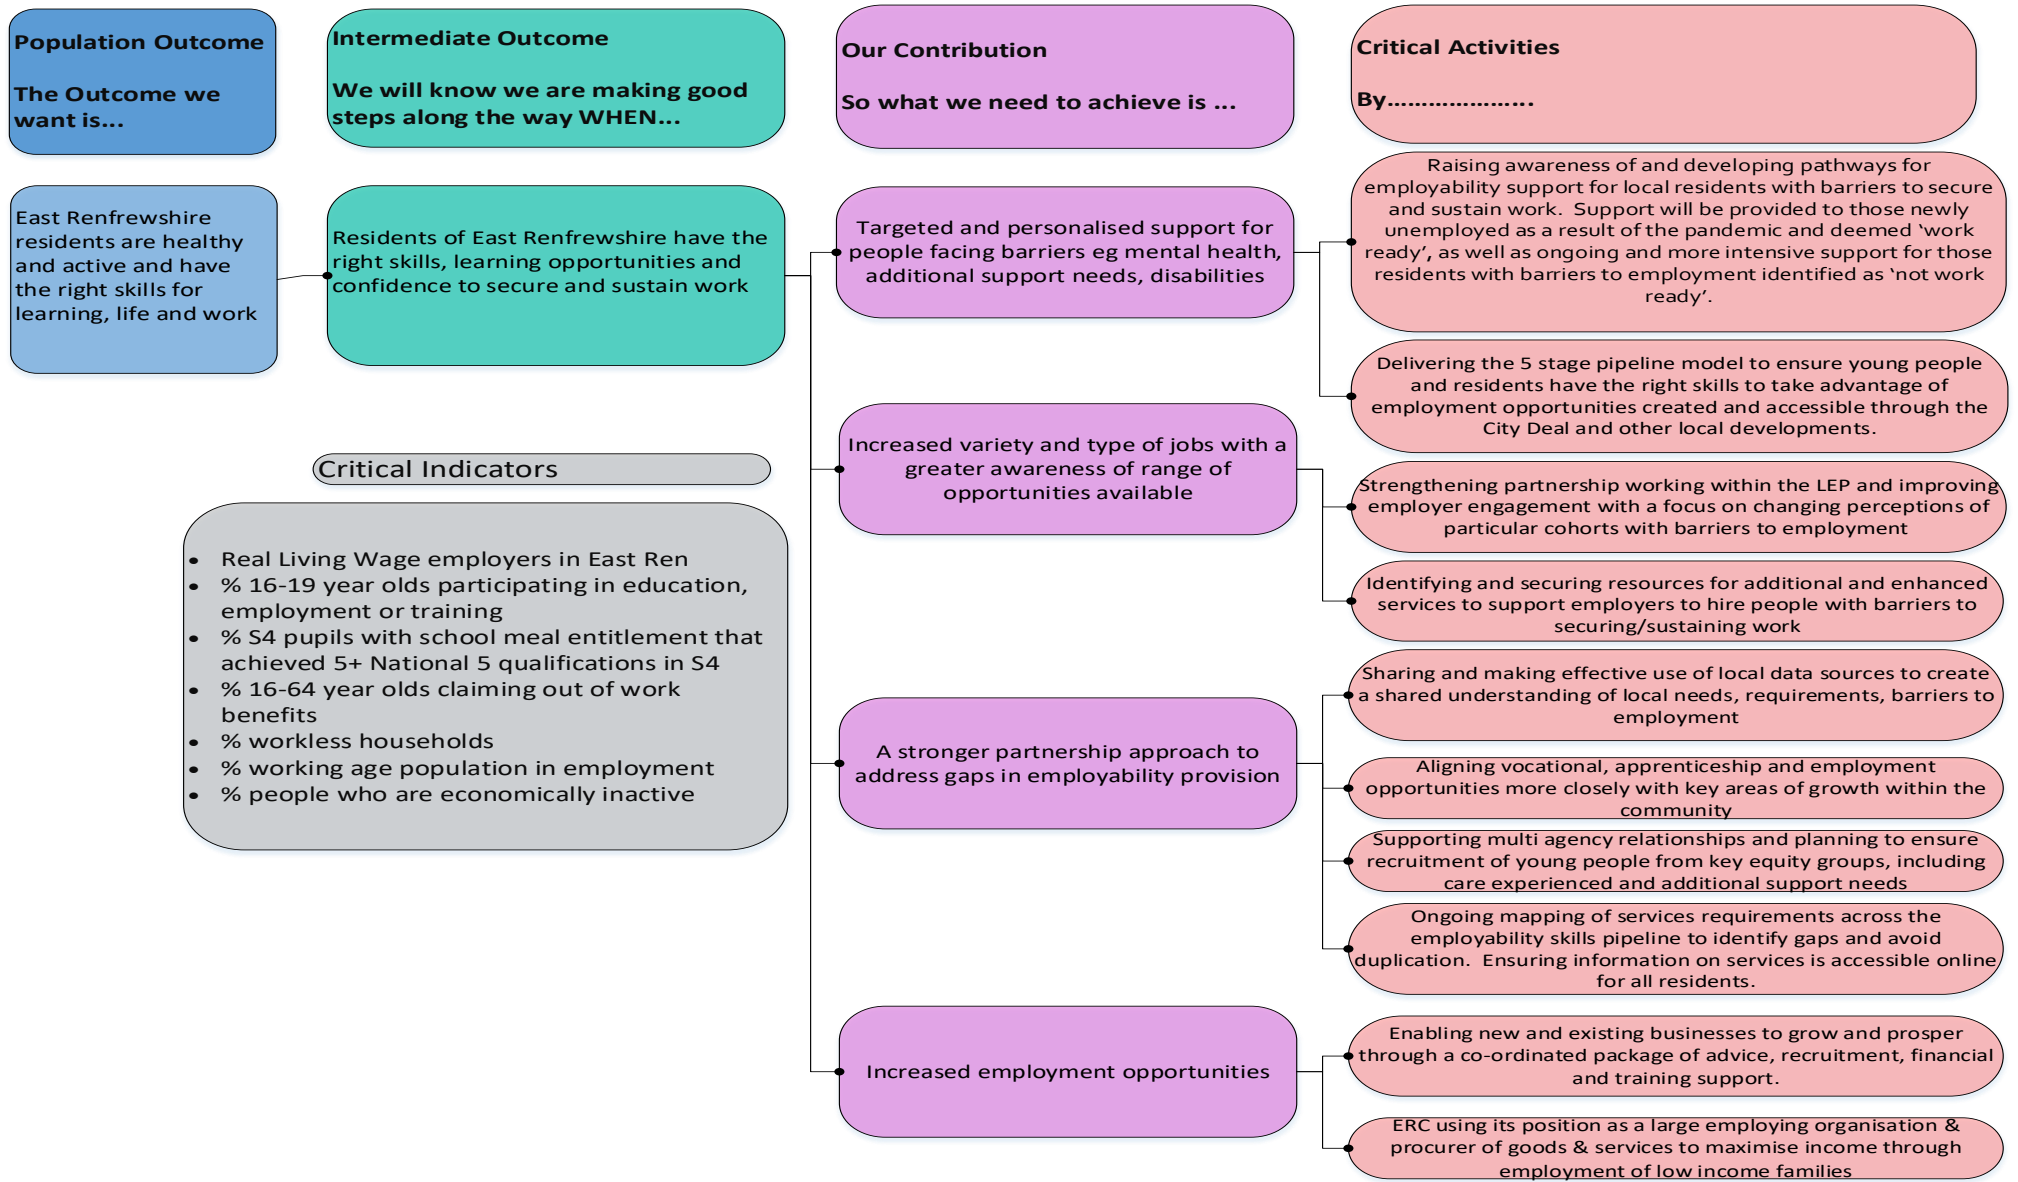 Population Outcome
The Outcome we
want is...
Intermediate Outcome
We will know we are making good
steps along the way WHEN...
Our Contribution
So what we need to achieve is ...
Critical Activities
By.....................
East Renfrewshire
residents are healthy
and active and have
the right skills for
learning, life and work
Residents of East Renfrewshire have the
right skills, learning opportunities and
confidence to secure and sustain work
Critical Indicators
• Real Living Wage employers in East Ren
• % 16-19 year olds participating in education,
employment or training
• % S4 pupils with school meal entitlement that
achieved 5+ National 5 qualifications in S4
• % 16-64 year olds claiming out of work
benefits
• % workless households
• % working age population in employment
• % people who are economically inactive
Targeted and personalised support for
people facing barriers eg mental health,
additional support needs, disabilities
Raising awareness of and developing pathways for
employability support for local residents with barriers to secure
and sustain work.  Support will be provided to those newly
unemployed as a result of the pandemic and deemed ‘work
ready’, as well as ongoing and more intensive support for those
residents with barriers to employment identified as ‘not work
ready’.
Delivering the 5 stage pipeline model to ensure young people
and residents have the right skills to take advantage of
employment opportunities created and accessible through the
City Deal and other local developments.
Increased variety and type of jobs with a
greater awareness of range of
opportunities available
Strengthening partnership working within the LEP and improving
employer engagement with a focus on changing perceptions of
particular cohorts with barriers to employment
Identifying and securing resources for additional and enhanced
services to support employers to hire people with barriers to
securing/sustaining work
A stronger partnership approach to
address gaps in employability provision
Sharing and making effective use of local data sources to create
a shared understanding of local needs, requirements, barriers to
employment
Aligning vocational, apprenticeship and employment
opportunities more closely with key areas of growth within the
community
Supporting multi agency relationships and planning to ensure
recruitment of young people from key equity groups, including
care experienced and additional support needs
Ongoing mapping of services requirements across the
employability skills pipeline to identify gaps and avoid
duplication.  Ensuring information on services is accessible online
for all residents.
Increased employment opportunities
Enabling new and existing businesses to grow and prosper
through a co-ordinated package of advice, recruitment, financial
and training support.
ERC using its position as a large employing organisation &
procurer of goods & services to maximise income through
employment of low income families